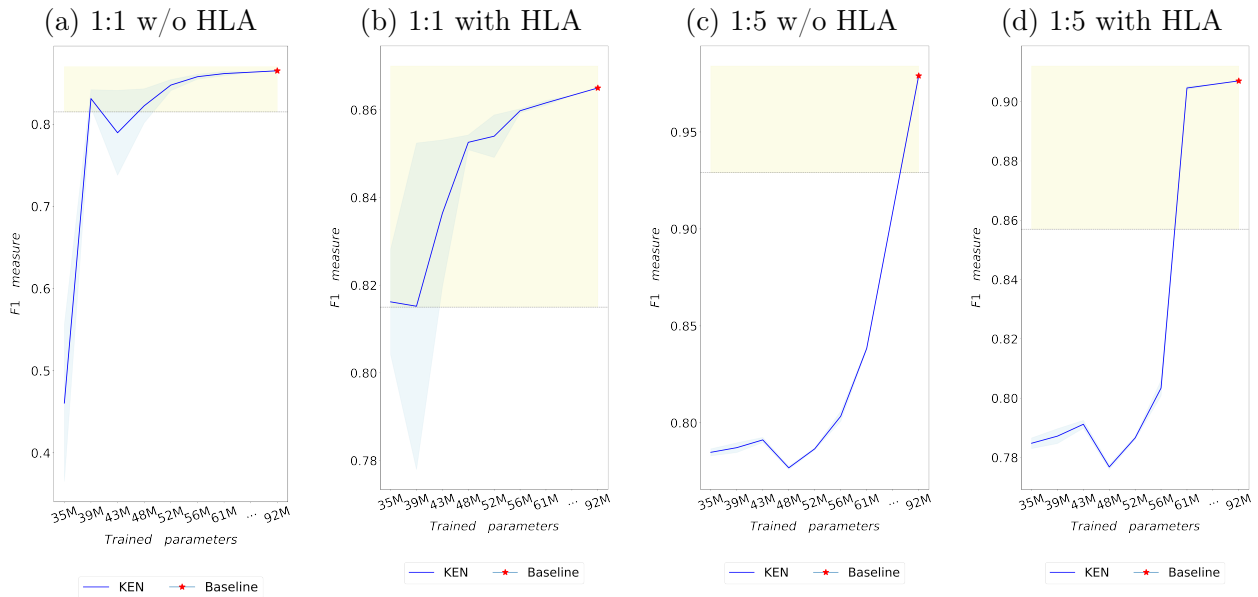 (a) 1:1 w/o HLA
0.8
0.7
0.6
0.5
0.4
F1 measure
35M 39M 43M 48M 52M 56M 61M ... 92M
Trained parameters
KEN Baseline
(b) 1:1 with HLA
0.86
0.84
0.82
0.80
0.78
F1 measure
35M 39M 43M 48M 52M 56M 61M ... 92M
Trained parameters
KEN Baseline
(c) 1:5 w/o HLA
0.95
0.90
0.85
0.80
F1 measure
35M 39M 43M 48M 52M 56M 61M ... 92M
Trained parameters
KEN Baseline
(d) 1:5 with HLA
0.90
0.88
0.86
0.84
0.82
0.80
0.78
F1 measure
35M 39M 43M 48M 52M 56M 61M ... 92M
Trained parameters
KEN Baseline